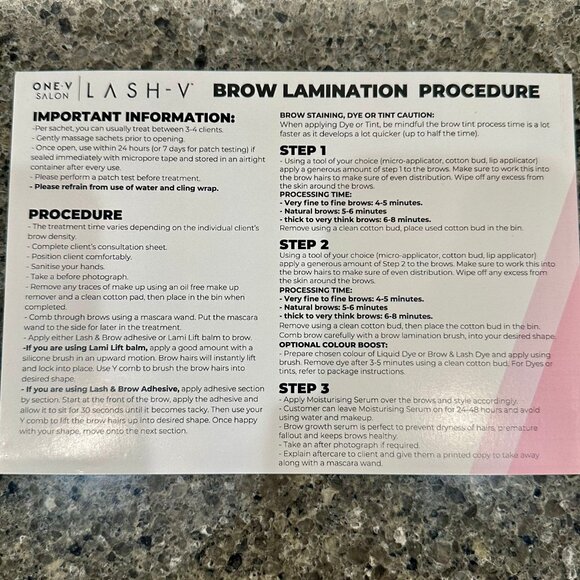 ONE·V SALON | LASH-V BROW LAMINATION PROCEDURE
IMPORTANT INFORMATION:
-Per sachet, you can usually treat between 3-4 clients.
- Gently massage sachets prior to opening.
- Once open, use within 24 hours (or 7 days for patch testing) if
sealed immediately with micropore tape and stored in an airtight
container after every use.
- Please perform a patch test before treatment.
- Please refrain from use of water and cling wrap.
PROCEDURE
- The treatment time varies depending on the individual client's
brow density.
- Complete client's consultation sheet.
- Position client comfortably.
- Sanitise your hands.
- Take a before photograph.
- Remove any traces of make up using an oil free make up
remover and a clean cotton pad, then place in the bin when
completed.
- Comb through brows using a mascara wand. Put the mascara
wand to the side for later in the treatment.
- Apply either Lash & Brow adhesive or Lami Lift balm to brow.
-If you are using Lami Lift balm, apply a good amount with a
silicone brush in an upward motion. Brow hairs will instantly lift
and lock into place. Use Y comb to brush the brow hairs into
desired shape.
- If you are using Lash & Brow Adhesive, apply adhesive section
by section. Start at the front of the brow, apply the adhesive and
allow it to sit for 30 seconds until it becomes tacky. Then use your
Y comb to lift the brow hairs up into desired shape. Once happy
with your shape, move onto the next section.
BROW STAINING, DYE OR TINT CAUTION:
When applying Dye or Tint, be mindful the brow tint process time is a lot
faster as it develops a lot quicker (up to half the time).
STEP 1
- Using a tool of your choice (micro-applicator, cotton bud, lip applicator)
apply a generous amount of step 1 to the brows. Make sure to work this into
the brow hairs to make sure of even distribution. Wipe off any excess from
the skin around the brows.
PROCESSING TIME:
- Very fine to fine brows: 4-5 minutes.
- Natural brows: 5-6 minutes
- thick to very think brows: 6-8 minutes.
Remove using a clean cotton bud, place used cotton bud in the bin.
STEP 2
Using a tool of your choice (micro-applicator, cotton bud, lip applicator)
apply a generous amount of Step 2 to the brows. Make sure to work this into
the brow hairs to make sure of even distribution. Wipe off any excess from
the skin around the brows.
PROCESSING TIME:
- Very fine to fine brows: 4-5 minutes.
- Natural brows: 5-6 minutes
- thick to very think brows: 6-8 minutes.
Remove using a clean cotton bud, then place the cotton bud in the bin.
Comb brow carefully with a brow lamination brush, into your desired shape.
OPTIONAL COLOUR BOOST:
- Prepare chosen colour of Liquid Dye or Brow & Lash Dye and apply using
brush. Remove dye after 3-5 minutes using a clean cotton bud. For Dyes or
tints, refer to package instructions.
STEP 3
- Apply Moisturising Serum over the brows and style accordingly.
- Customer can leave Moisturising Serum on for 24-48 hours and avoid
using water and makeup.
- Brow growth serum is perfect to prevent dryness of hairs, premature
fallout and keeps brows healthy.
- Take an after photograph if required.
- Explain aftercare to client and give them a printed copy to take away
along with a mascara wand.